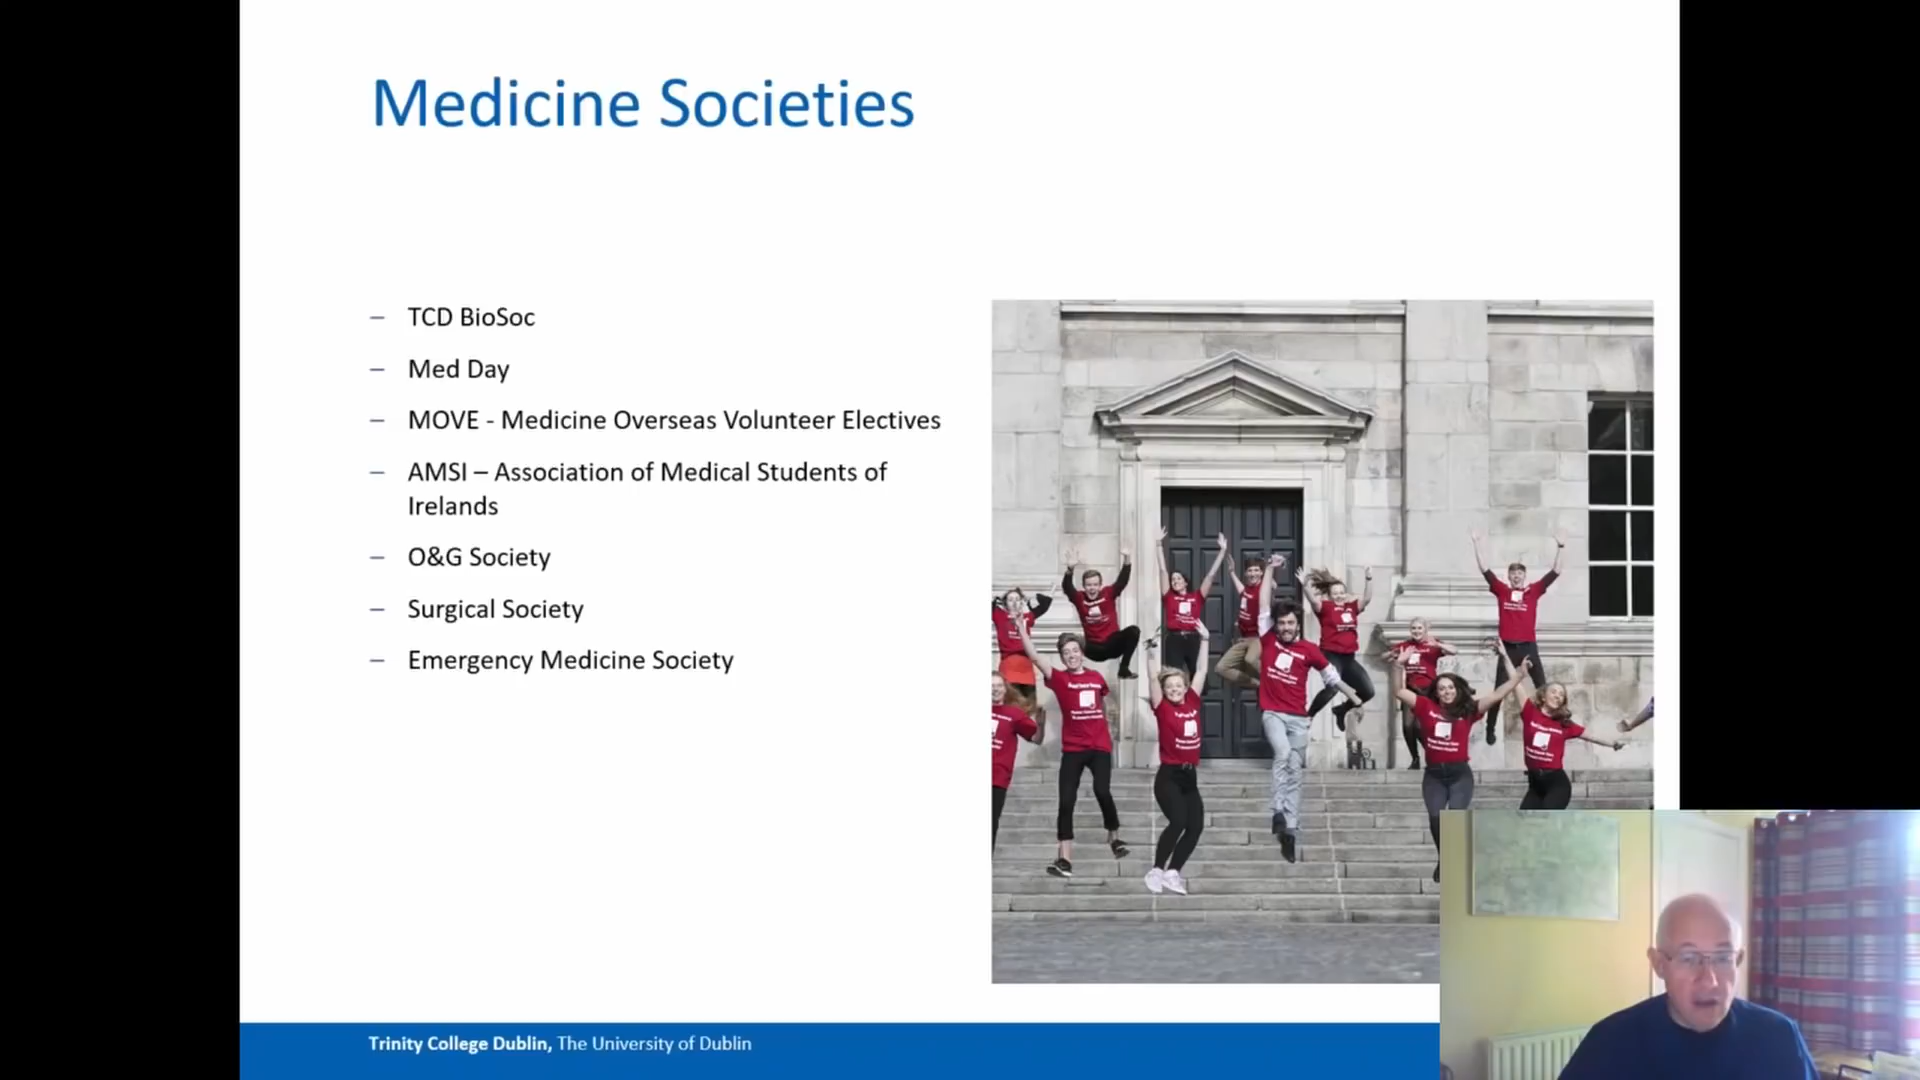 Medicine Societies
– TCD BioSoc
– Med Day
– MOVE - Medicine Overseas Volunteer Electives
– AMSI – Association of Medical Students of
Irelands
– O&G Society
– Surgical Society
– Emergency Medicine Society
Trinity College Dublin, The University of Dublin